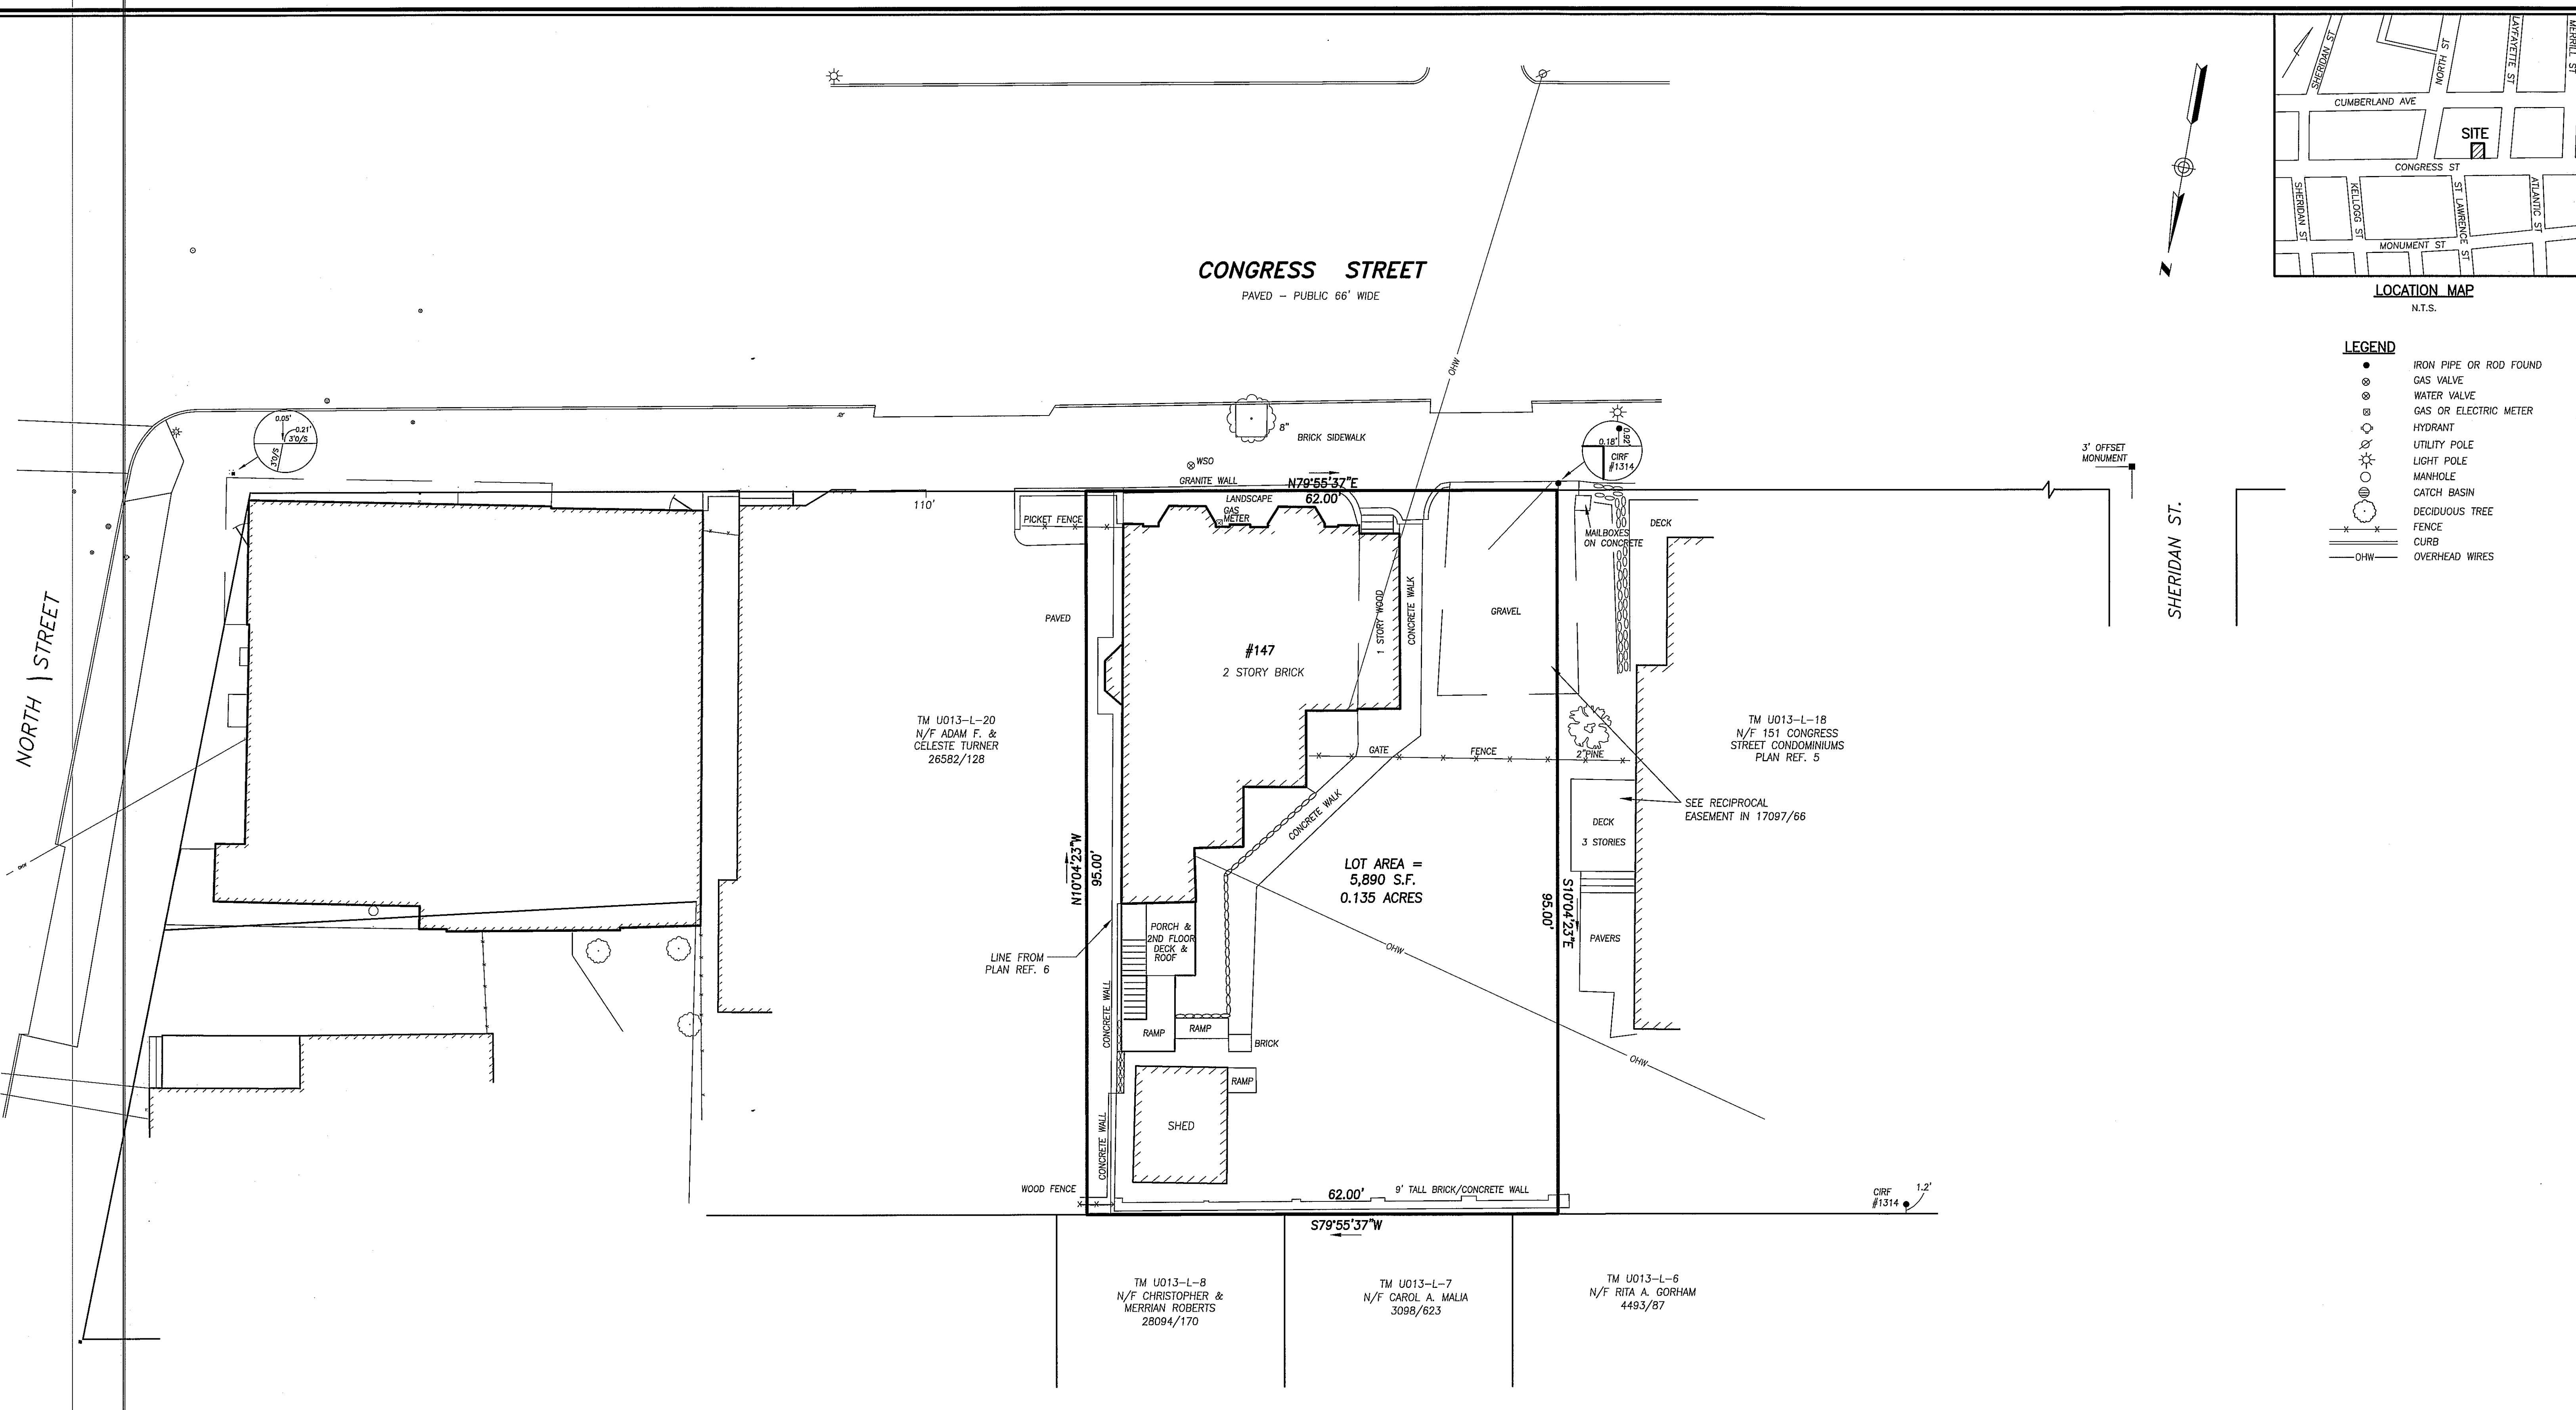 SHERIDAN ST
NORTH ST
LAFAYETTE ST
MERRILL ST
CUMBERLAND AVE
SITE
CONGRESS ST
SHERIDAN ST
KELLOGG ST
ST LAWRENCE ST
ATLANTIC ST
MONUMENT ST
LOCATION MAP
N.T.S.
N
LEGEND
IRON PIPE OR ROD FOUND
GAS VALVE
WATER VALVE
GAS OR ELECTRIC METER
HYDRANT
UTILITY POLE
LIGHT POLE
MANHOLE
CATCH BASIN
DECIDUOUS TREE
FENCE
CURB
OHW OVERHEAD WIRES
CONGRESS STREET
PAVED - PUBLIC 66' WIDE
OHW
0.05'
0.21'
3'O/S
3'O/S
8"
BRICK SIDEWALK
WSO
0.18'
0.92'
CIRF
#1314
3' OFFSET
MONUMENT
GRANITE WALL
N79°55'37"E
62.00'
LANDSCAPE
GAS
METER
110'
PICKET FENCE
MAILBOXES
ON CONCRETE
DECK
NORTH STREET
SHERIDAN ST.
PAVED
#147
2 STORY BRICK
1 STORY WOOD
CONCRETE WALK
GRAVEL
TM U013-L-20
N/F ADAM F. &
CELESTE TURNER
26582/128
TM U013-L-18
N/F 151 CONGRESS
STREET CONDOMINIUMS
PLAN REF. 5
GATE
FENCE
2"PINE
SEE RECIPROCAL
EASEMENT IN 17097/66
CONCRETE WALK
DECK
3 STORIES
OHW
N10°04'23"W
95.00'
LOT AREA =
5,890 S.F.
0.135 ACRES
S10°04'23"E
95.00'
PORCH &
2ND FLOOR
DECK &
ROOF
PAVERS
OHW
LINE FROM
PLAN REF. 6
CONCRETE WALL
RAMP
RAMP
BRICK
OHW
RAMP
SHED
CONCRETE WALL
WOOD FENCE
62.00'
9' TALL BRICK/CONCRETE WALL
CIRF
#1314
1.2'
S79°55'37"W
TM U013-L-8
N/F CHRISTOPHER &
MERRIAN ROBERTS
28094/170
TM U013-L-7
N/F CAROL A. MALIA
3098/623
TM U013-L-6
N/F RITA A. GORHAM
4493/87